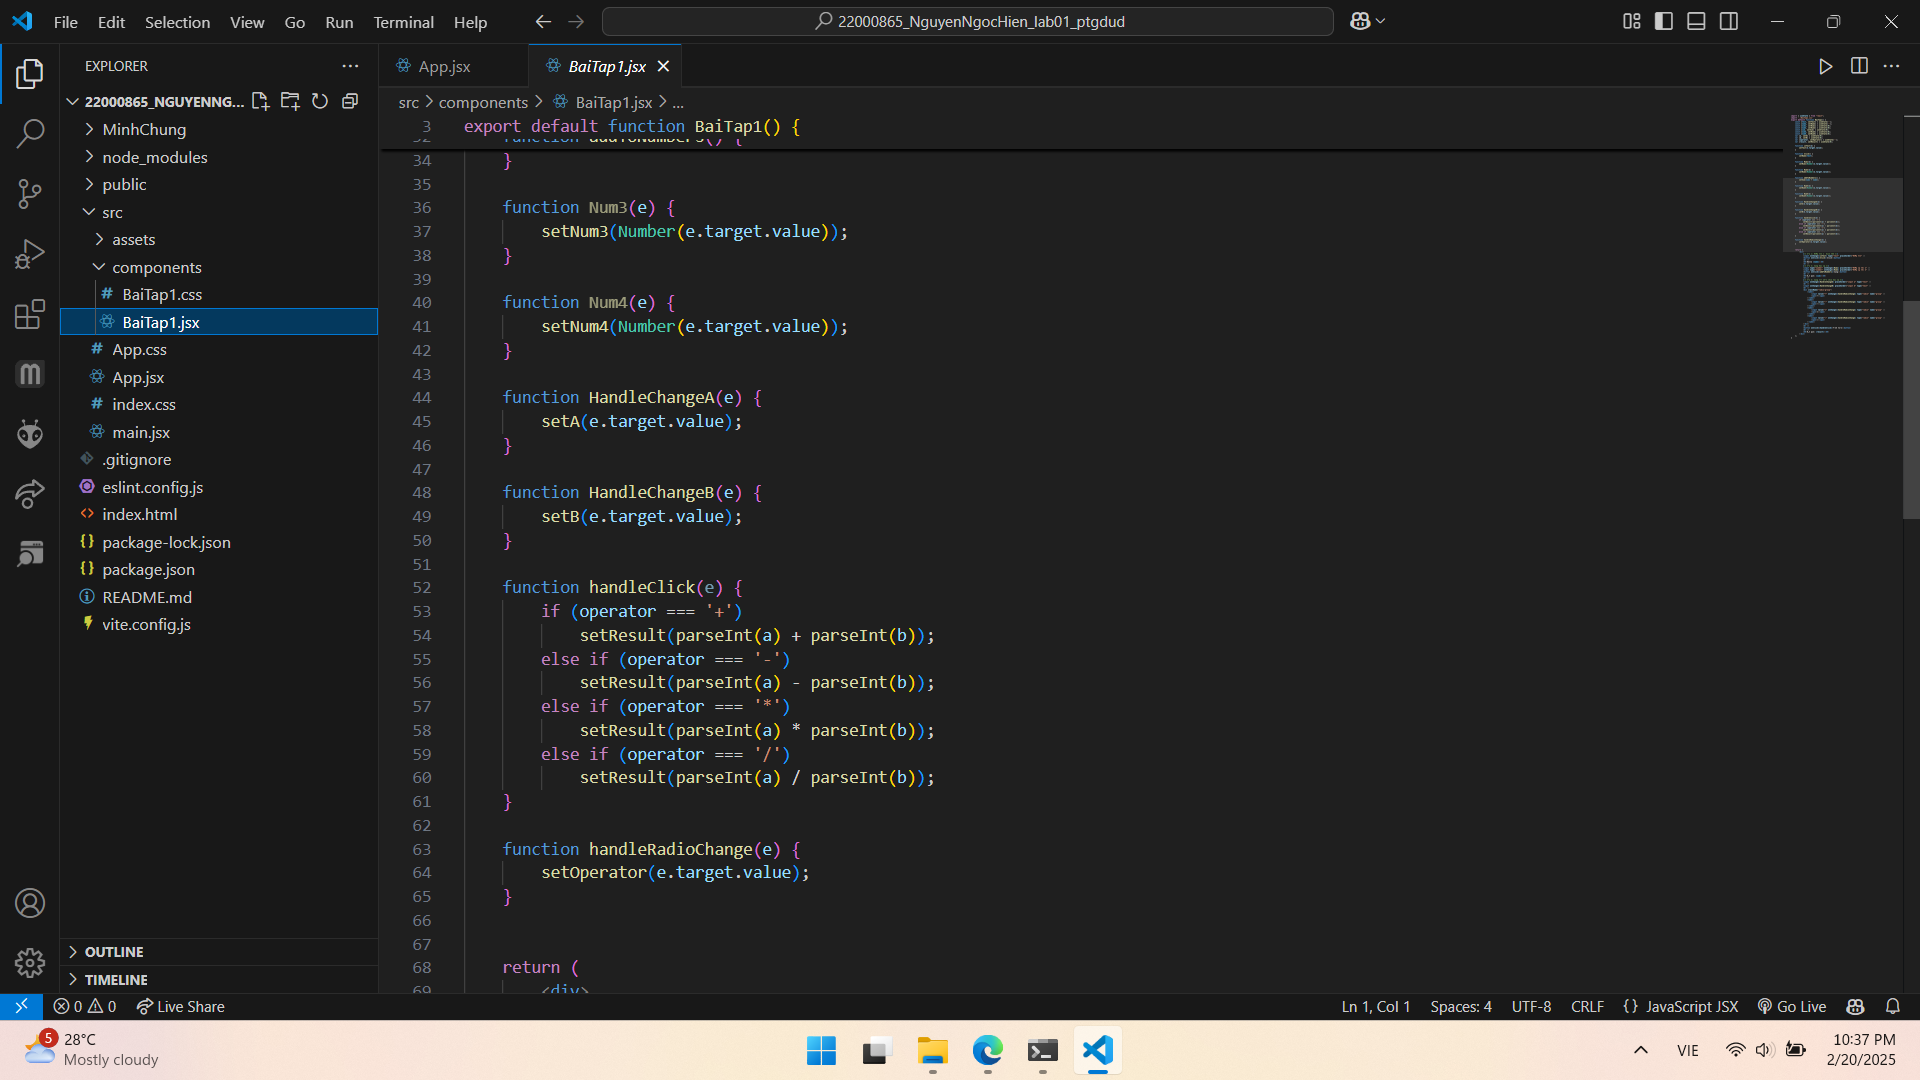 File Edit Selection View Go Run Terminal Help
22000865_NguyenNgocHien_lab01_ptgdud
EXPLORER
22000865_NGUYENNG...
MinhChung
node_modules
public
src
assets
components
# BaiTap1.css
BaiTap1.jsx
# App.css
App.jsx
# index.css
main.jsx
.gitignore
eslint.config.js
<> index.html
{} package-lock.json
{} package.json
README.md
vite.config.js
OUTLINE
TIMELINE
App.jsx
BaiTap1.jsx
src > components > BaiTap1.jsx > ...
3 export default function BaiTap1() {
34 }
35
36 function Num3(e) {
37 setNum3(Number(e.target.value));
38 }
39
40 function Num4(e) {
41 setNum4(Number(e.target.value));
42 }
43
44 function HandleChangeA(e) {
45 setA(e.target.value);
46 }
47
48 function HandleChangeB(e) {
49 setB(e.target.value);
50 }
51
52 function handleClick(e) {
53 if (operator === '+')
54 setResult(parseInt(a) + parseInt(b));
55 else if (operator === '-')
56 setResult(parseInt(a) - parseInt(b));
57 else if (operator === '*')
58 setResult(parseInt(a) * parseInt(b));
59 else if (operator === '/')
60 setResult(parseInt(a) / parseInt(b));
61 }
62
63 function handleRadioChange(e) {
64 setOperator(e.target.value);
65 }
66
67
68 return (
69 <div>
0 0 Live Share
Ln 1, Col 1 Spaces: 4 UTF-8 CRLF {} JavaScript JSX Go Live
5
28°C
Mostly cloudy
VIE
10:37 PM
2/20/2025